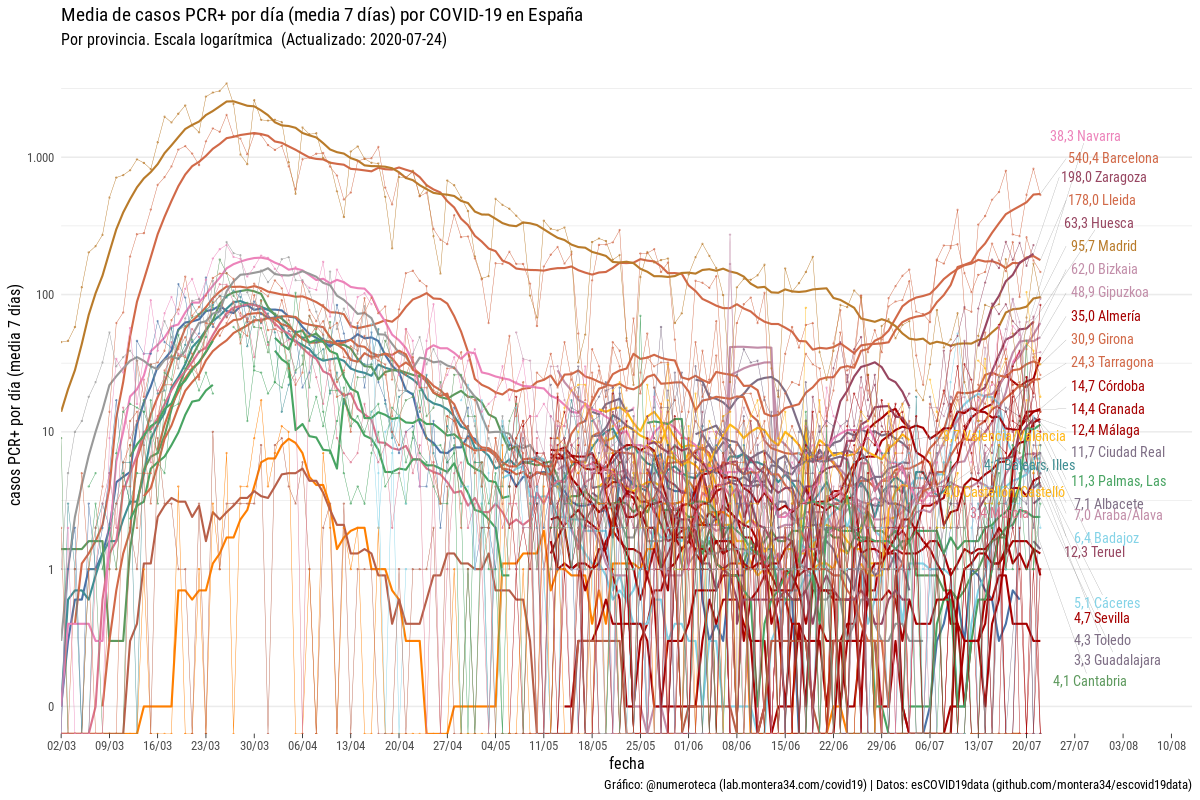 Media de casos PCR+ por día (media 7 días) por COVID-19 en España
Por provincia. Escala logarítmica (Actualizado: 2020-07-24)
casos PCR+ por día (media 7 días)
1.000
100
10
1
0
38,3 Navarra
540,4 Barcelona
198,0 Zaragoza
178,0 Lleida
63,3 Huesca
95,7 Madrid
62,0 Bizkaia
48,9 Gipuzkoa
35,0 Almería
30,9 Girona
24,3 Tarragona
14,7 Córdoba
14,4 Granada
12,4 Málaga
11,7 Ciudad Real
Balears, Illes
11,3 Palmas, Las
7,1 Albacete
7,0 Araba/Álava
6,4 Badajoz
12,3 Teruel
5,1 Cáceres
4,7 Sevilla
4,3 Toledo
3,3 Guadalajara
4,1 Cantabria
02/03 09/03 16/03 23/03 30/03 06/04 13/04 20/04 27/04 04/05 11/05 18/05 25/05 01/06 08/06 15/06 22/06 29/06 06/07 13/07 20/07 27/07 03/08 10/08
fecha
Gráfico: @numeroteca (lab.montera34.com/covid19) | Datos: esCOVID19data (github.com/montera34/escovid19data)